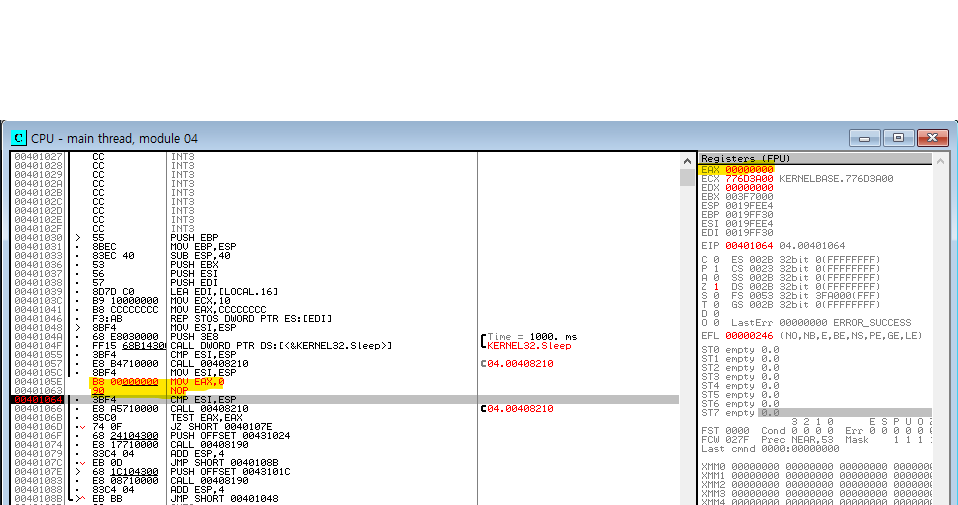 C CPU - main thread, module 04
00401027 CC INT3
00401028 CC INT3
00401029 CC INT3
0040102A CC INT3
0040102B CC INT3
0040102C CC INT3
0040102D CC INT3
0040102E CC INT3
0040102F CC INT3
00401030 > 55 PUSH EBP
00401031 . 8BEC MOV EBP,ESP
00401033 . 83EC 40 SUB ESP,40
00401036 . 53 PUSH EBX
00401037 . 56 PUSH ESI
00401038 . 57 PUSH EDI
00401039 . 8D7D C0 LEA EDI,[LOCAL.16]
0040103C . B9 10000000 MOV ECX,10
00401041 . B8 CCCCCCCC MOV EAX,CCCCCCCC
00401046 . F3:AB REP STOS DWORD PTR ES:[EDI]
00401048 > 8BF4 MOV ESI,ESP
0040104A . 68 E8030000 PUSH 3E8 Time = 1000. ms
0040104F . FF15 68B14300 CALL DWORD PTR DS:[<&KERNEL32.Sleep>] KERNEL32.Sleep
00401055 . 3BF4 CMP ESI,ESP
00401057 . E8 B4710000 CALL 00408210 04.00408210
0040105C . 8BF4 MOV ESI,ESP
0040105E B8 00000000 MOV EAX,0
00401063 90 NOP
00401064 . 3BF4 CMP ESI,ESP
00401066 . E8 A5710000 CALL 00408210 04.00408210
0040106B . 85C0 TEST EAX,EAX
0040106D . 74 0F JZ SHORT 0040107E
0040106F . 68 24104300 PUSH OFFSET 00431024
00401074 . E8 17710000 CALL 00408190
00401079 . 83C4 04 ADD ESP,4
0040107C . EB 0D JMP SHORT 0040108B
0040107E > 68 1C104300 PUSH OFFSET 0043101C
00401083 . E8 08710000 CALL 00408190
00401088 . 83C4 04 ADD ESP,4
0040108B > EB BB JMP SHORT 00401048
Registers (FPU)
EAX 00000000
ECX 776D3A00 KERNELBASE.776D3A00
EDX 00000000
EBX 003F7000
ESP 0019FEE4
EBP 0019FF30
ESI 0019FEE4
EDI 0019FF30
EIP 00401064 04.00401064
C 0 ES 002B 32bit 0(FFFFFFFF)
P 1 CS 0023 32bit 0(FFFFFFFF)
A 0 SS 002B 32bit 0(FFFFFFFF)
Z 1 DS 002B 32bit 0(FFFFFFFF)
S 0 FS 0053 32bit 3FA000(FFF)
T 0 GS 002B 32bit 0(FFFFFFFF)
D 0
O 0 LastErr 00000000 ERROR_SUCCESS
EFL 00000246 (NO,NB,E,BE,NS,PE,GE,LE)
ST0 empty 0.0
ST1 empty 0.0
ST2 empty 0.0
ST3 empty 0.0
ST4 empty 0.0
ST5 empty 0.0
ST6 empty 0.0
ST7 empty 0.0
3 2 1 0 E S P U O Z
FST 0000 Cond 0 0 0 0 Err 0 0 0 0 0 0
FCW 027F Prec NEAR,53 Mask 1 1 1 1
Last cmnd 0000:00000000
XMM0 00000000 00000000 00000000 00000000
XMM1 00000000 00000000 00000000 00000000
XMM2 00000000 00000000 00000000 00000000
XMM3 00000000 00000000 00000000 00000000
XMM4 00000000 00000000 00000000 00000000